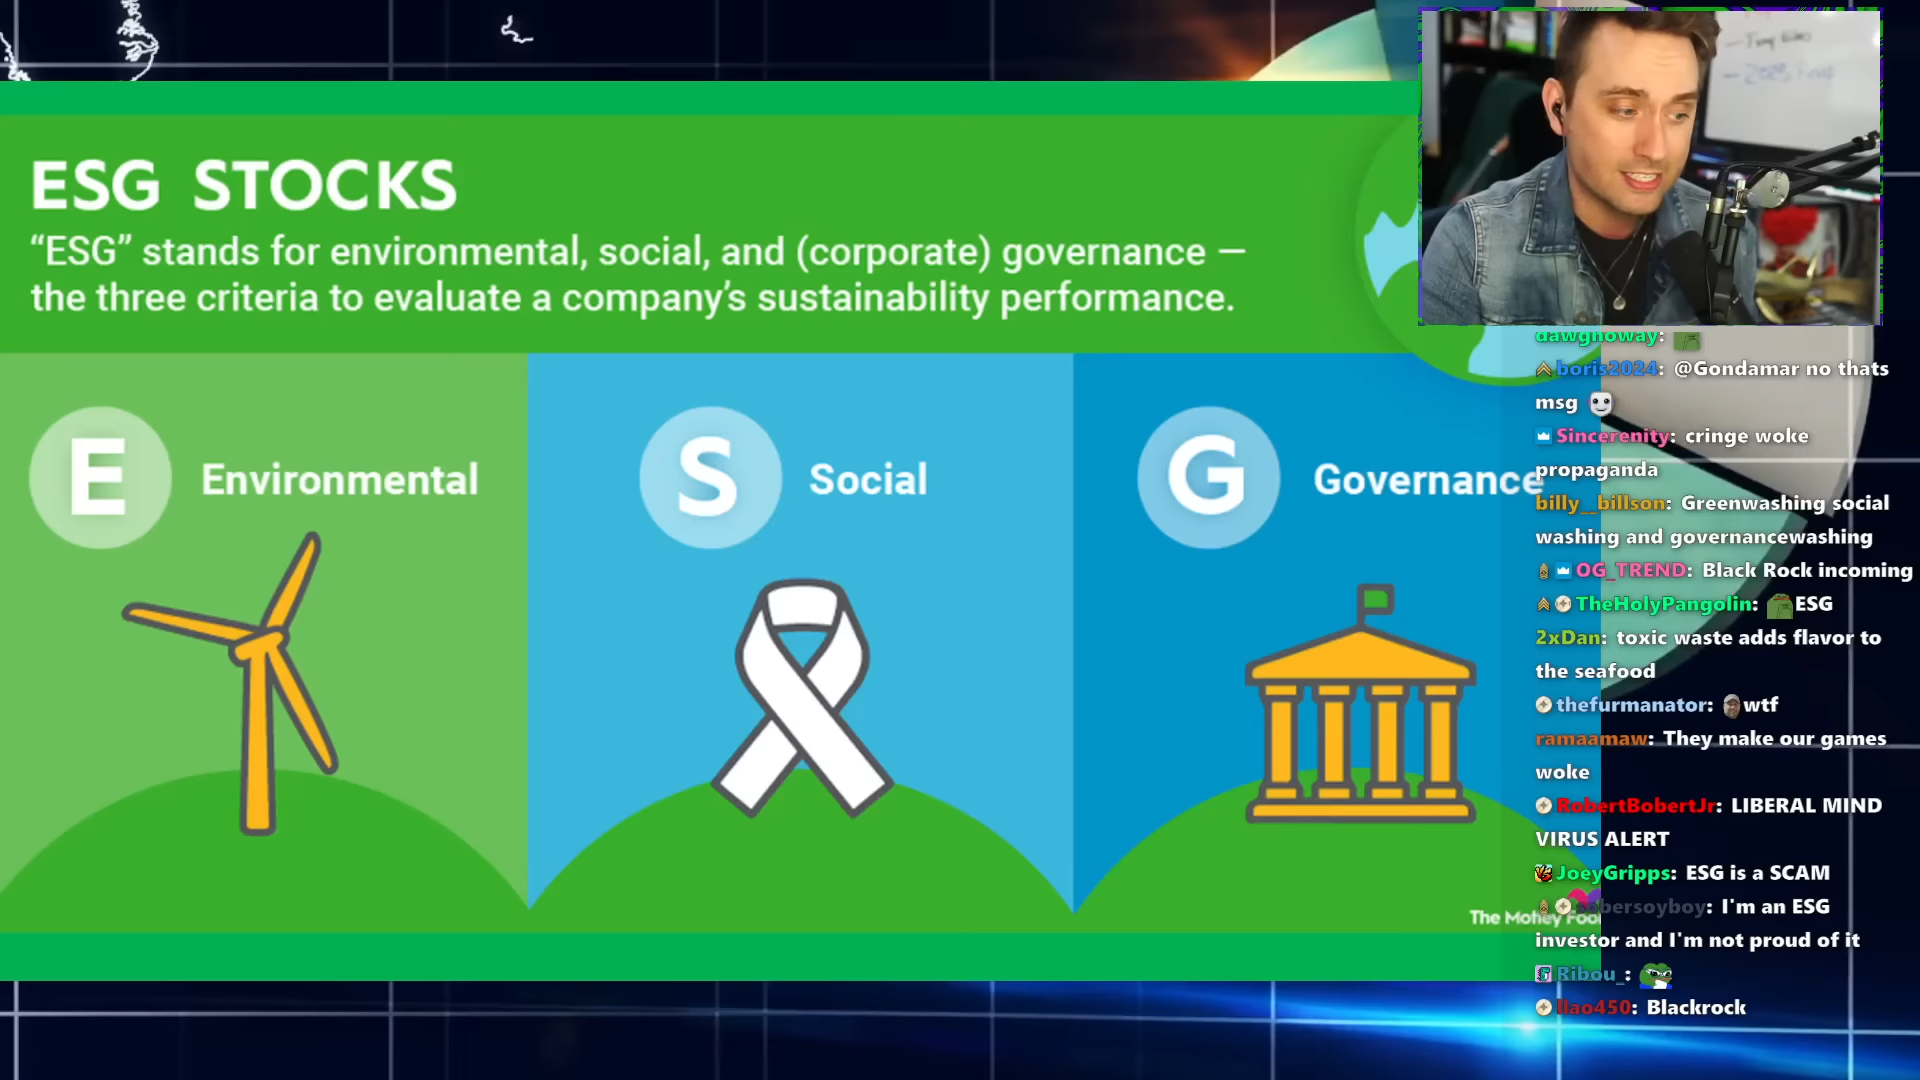 ESG STOCKS
“ESG” stands for environmental, social, and (corporate) governance —
the three criteria to evaluate a company’s sustainability performance.
E Environmental
S Social
G Governance
The Motley Fool
dawgnoway:
boris2024: @Gondamar no thats
msg
Sincerenity: cringe woke
propaganda
billy__billson: Greenwashing social
washing and governancewashing
OG_TREND: Black Rock incoming
TheHolyPangolin: ESG
2xDan: toxic waste adds flavor to
the seafood
thefurmanator: wtf
ramaamaw: They make our games
woke
RobertBobertJr: LIBERAL MIND
VIRUS ALERT
JoeyGripps: ESG is a SCAM
I'm an ESG
investor and I'm not proud of it
Ribou_:
Blackrock